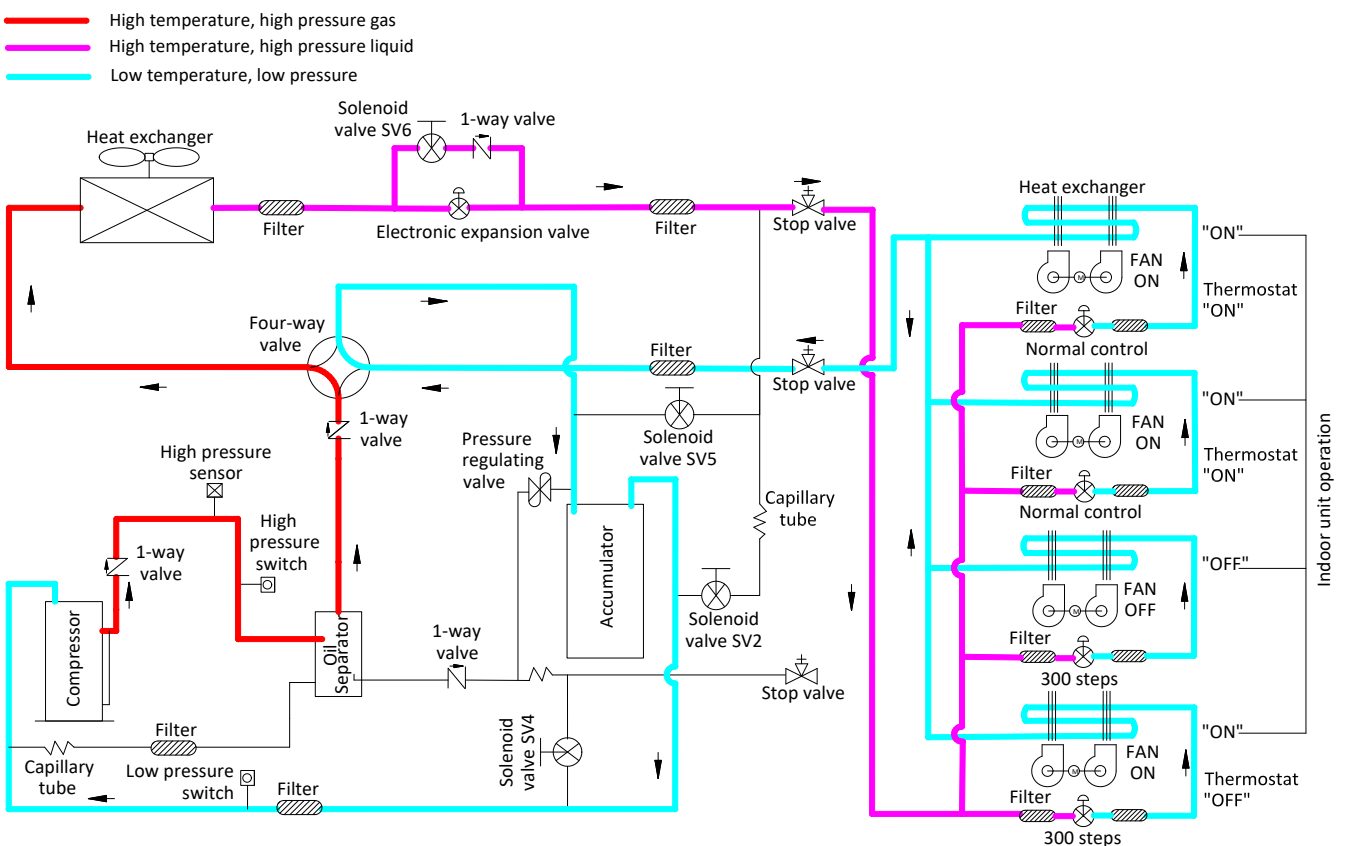 High temperature, high pressure gas
High temperature, high pressure liquid
Low temperature, low pressure
Solenoid
valve SV6
1-way valve
Heat exchanger
Filter
Electronic expansion valve
Filter
Stop valve
Heat exchanger
"ON"
FAN
ON
Thermostat
"ON"
Filter
M
Normal control
Four-way
valve
Filter
Stop valve
1-way
valve
Solenoid
valve SV5
"ON"
FAN
ON
M
Thermostat
"ON"
Filter
Normal control
High pressure
sensor
Pressure
regulating
valve
Capillary
tube
High
pressure
switch
1-way
valve
Accumulator
Solenoid
valve SV2
"OFF"
FAN
OFF
M
Filter
300 steps
Indoor unit operation
Compressor
Oil
Separator
1-way
valve
Stop valve
Solenoid
valve SV4
Filter
Capillary
tube
Low pressure
switch
Filter
"ON"
FAN
ON
M
Thermostat
"OFF"
Filter
300 steps